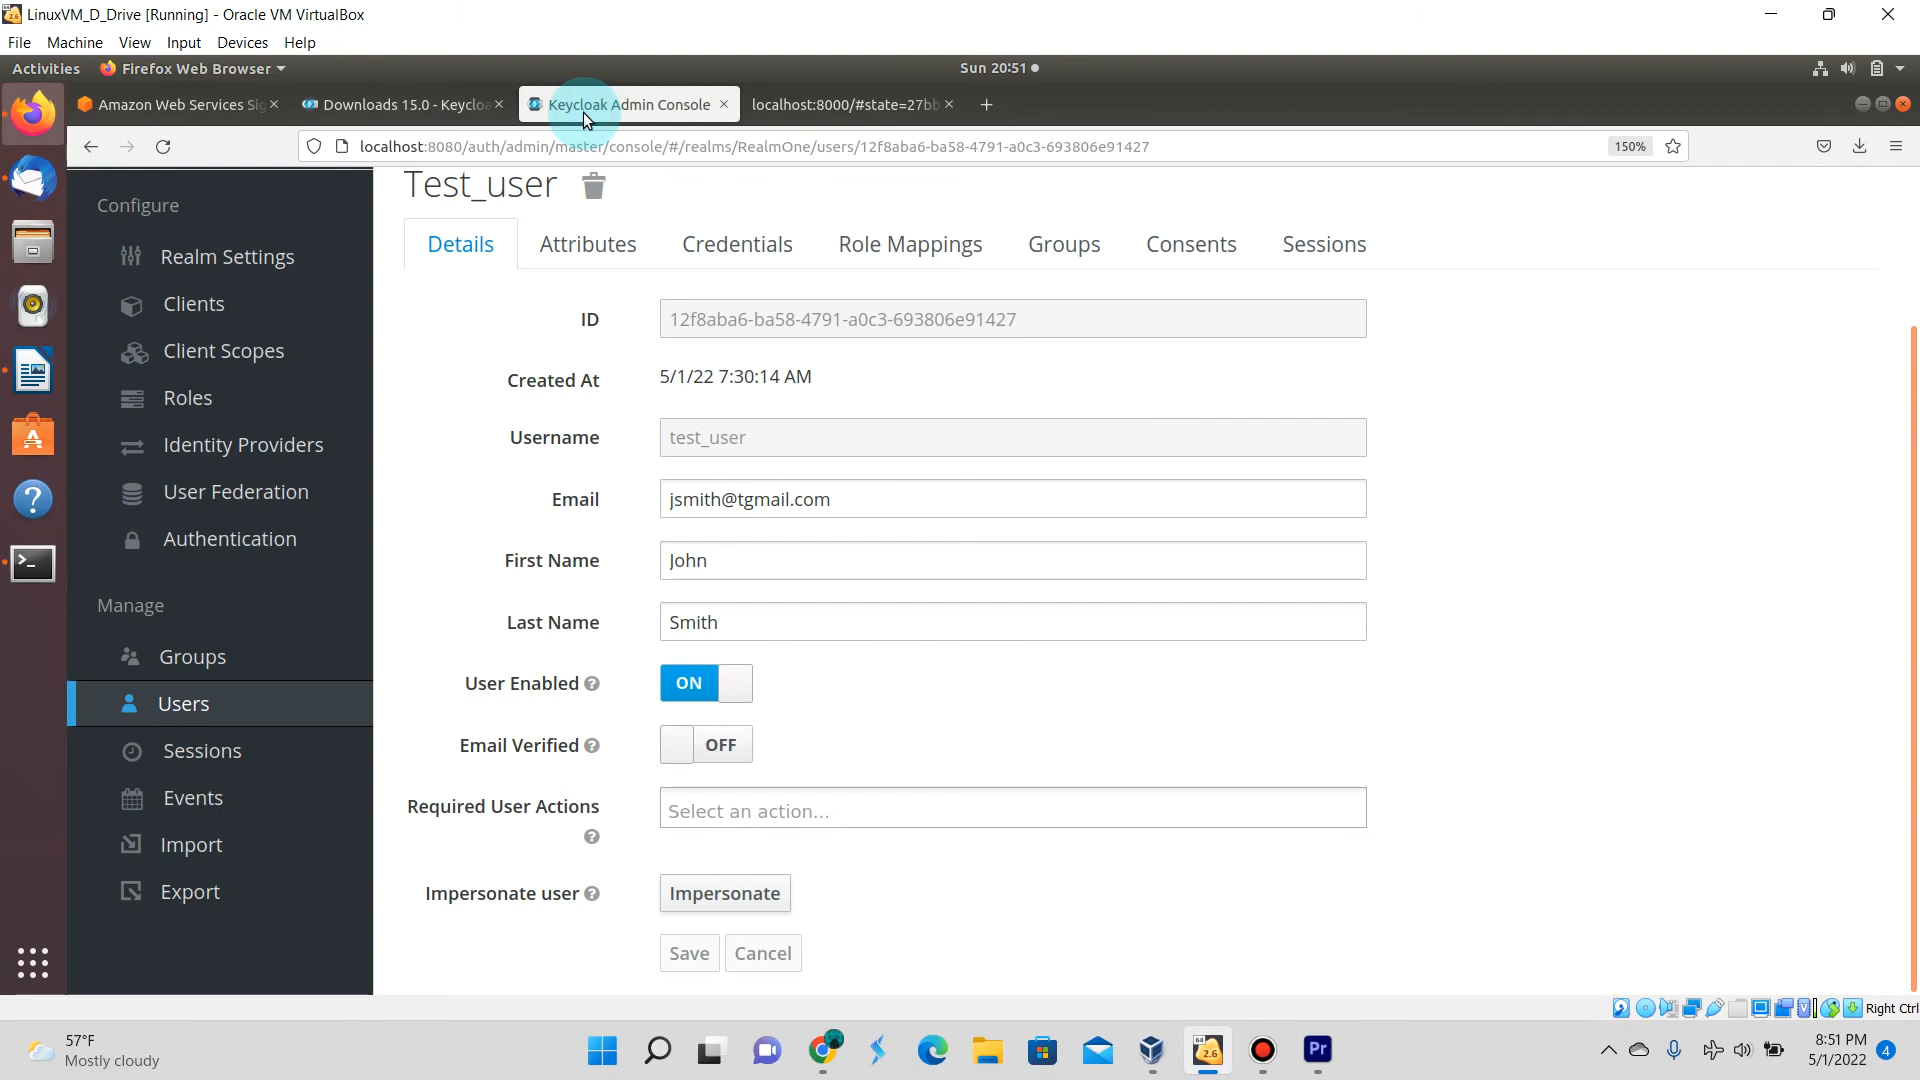 LinuxVM_D_Drive [Running] - Oracle VM VirtualBox
File Machine View Input Devices Help
Activities Firefox Web Browser Sun 20:51
Amazon Web Services Sig Downloads 15.0 - Keycloa Keycloak Admin Console localhost:8000/#state=27bb
localhost:8080/auth/admin/master/console/#/realms/RealmOne/users/12f8aba6-ba58-4791-a0c3-693806e91427 150%
Test_user
Details Attributes Credentials Role Mappings Groups Consents Sessions
Configure
Realm Settings
Clients
Client Scopes
Roles
Identity Providers
User Federation
Authentication
Manage
Groups
Users
Sessions
Events
Import
Export
ID 12f8aba6-ba58-4791-a0c3-693806e91427
Created At 5/1/22 7:30:14 AM
Username test_user
Email jsmith@tgmail.com
First Name John
Last Name Smith
User Enabled ON
Email Verified OFF
Required User Actions Select an action...
Impersonate user Impersonate
Save Cancel
Right Ctrl
57°F
Mostly cloudy
64
2.6
Pr
8:51 PM
5/1/2022
4